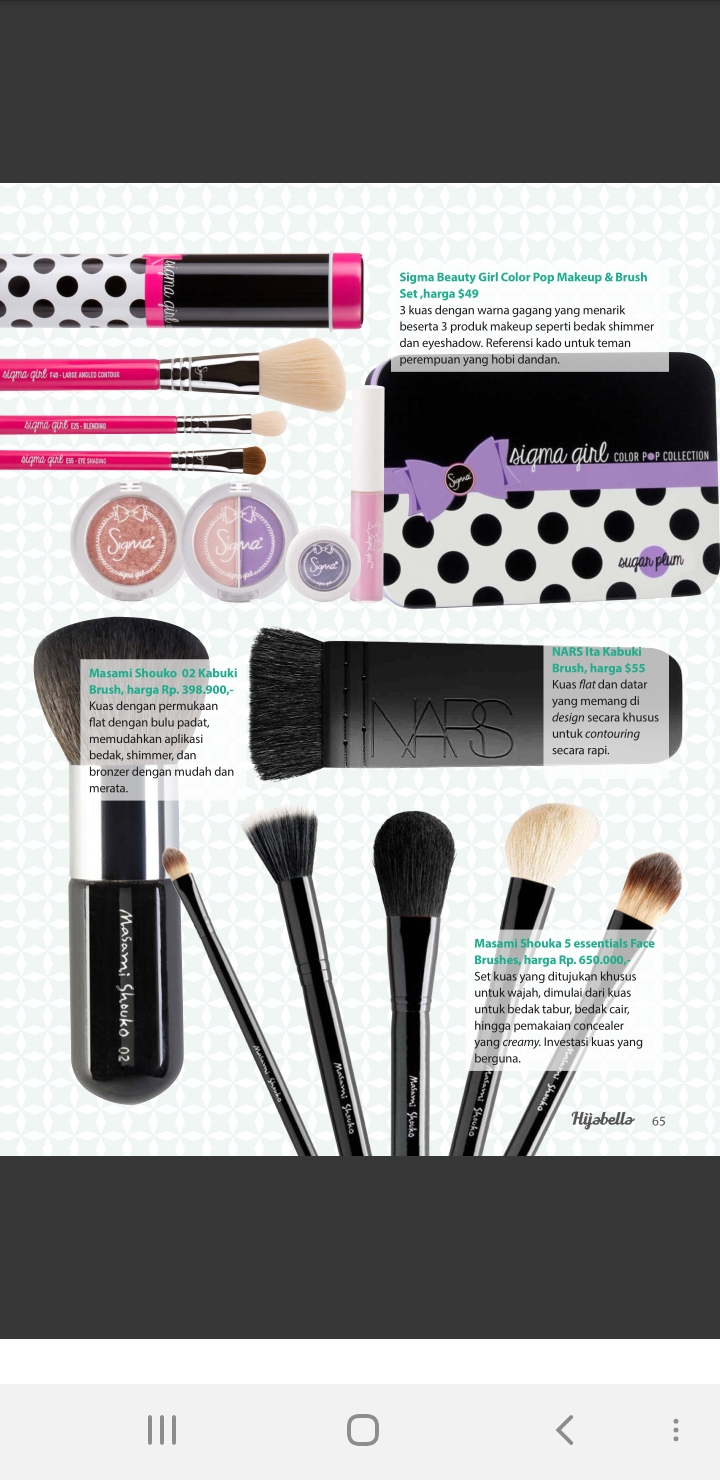 sigma girl
Sigma Beauty Girl Color Pop Makeup & Brush
Set ,harga $49
3 kuas dengan warna gagang yang menarik
beserta 3 produk makeup seperti bedak shimmer
dan eyeshadow. Referensi kado untuk teman
perempuan yang hobi dandan.
sigma girl F40 - LARGE ANGLED CONTOUR
sigma girl E25 - BLENDING
sigma girl E55 - EYE SHADING
sigma girl COLOR POP COLLECTION
Sigma
sugar plum
Sigma
Sigma
Sigma
Masami Shouko 02 Kabuki
Brush, harga Rp. 398.900,-
Kuas dengan permukaan
flat dengan bulu padat,
memudahkan aplikasi
bedak, shimmer, dan
bronzer dengan mudah dan
merata.
NARS
NARS Ita Kabuki
Brush, harga $55
Kuas flat dan datar
yang memang di
design secara khusus
untuk contouring
secara rapi.
Masami Shouko 02
Masami Shouka 5 essentials Face
Brushes, harga Rp. 650.000,-
Set kuas yang ditujukan khusus
untuk wajah, dimulai dari kuas
untuk bedak tabur, bedak cair,
hingga pemakaian concealer
yang creamy. Investasi kuas yang
berguna.
Masami Shouko
Masami Shouko
Masami Shouko
Masami Shouko
Masami Shouko
Hijabella 65